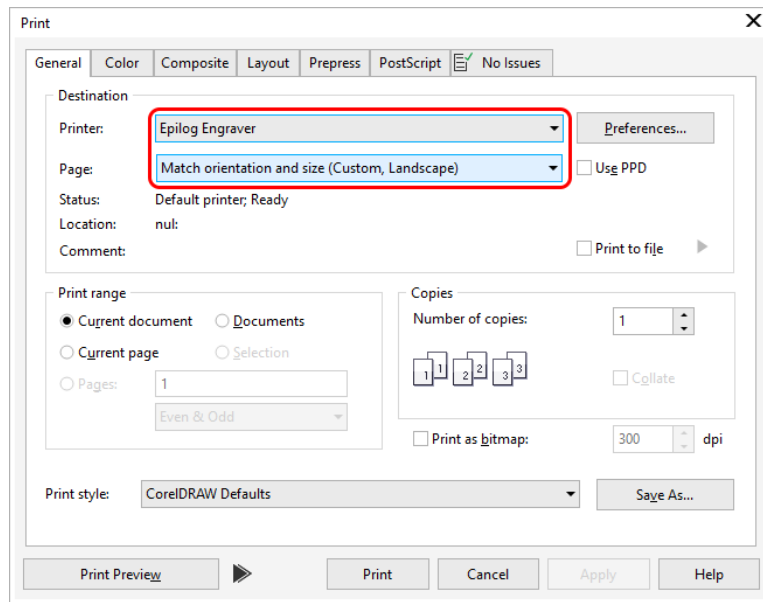 Print
General Color Composite Layout Prepress PostScript No Issues
Destination
Printer: Epilog Engraver Preferences...
Page: Match orientation and size (Custom, Landscape) Use PPD
Status: Default printer; Ready
Location: nul:
Comment: Print to file
Print range
Current document Documents
Current page Selection
Pages: 1
Even & Odd
Copies
Number of copies: 1
1 1 2 2 3 3
Collate
Print as bitmap: 300 dpi
Print style: CorelDRAW Defaults Save As...
Print Preview Print Cancel Apply Help